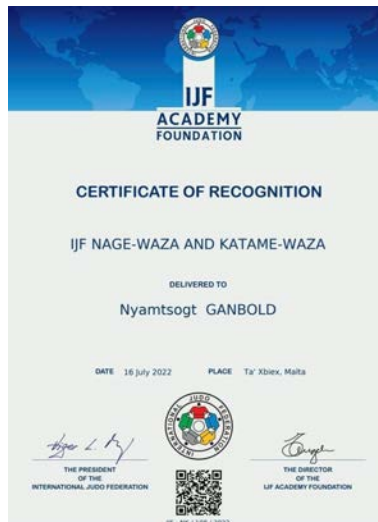 IJF
ACADEMY
FOUNDATION
CERTIFICATE OF RECOGNITION
IJF NAGE-WAZA AND KATAME-WAZA
DELIVERED TO
Nyamtsogt GANBOLD
DATE 16 July 2022 PLACE Ta' Xbiex, Malta
INTERNATIONAL JUDO FEDERATION
THE PRESIDENT
OF THE
INTERNATIONAL JUDO FEDERATION
THE DIRECTOR
OF THE
IJF ACADEMY FOUNDATION